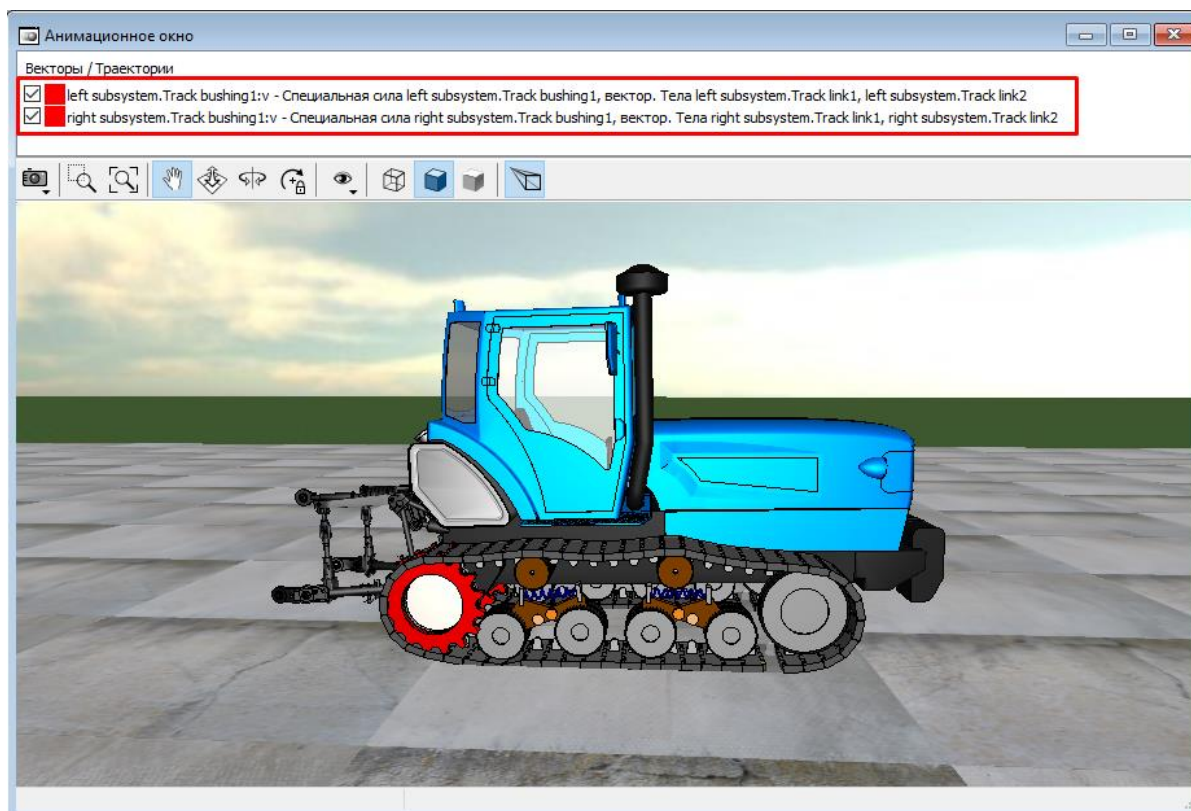 Анимационное окно
Векторы / Траектории
left subsystem.Track bushing1:v - Специальная сила left subsystem.Track bushing1, вектор. Тела left subsystem.Track link1, left subsystem.Track link2
right subsystem.Track bushing1:v - Специальная сила right subsystem.Track bushing1, вектор. Тела right subsystem.Track link1, right subsystem.Track link2